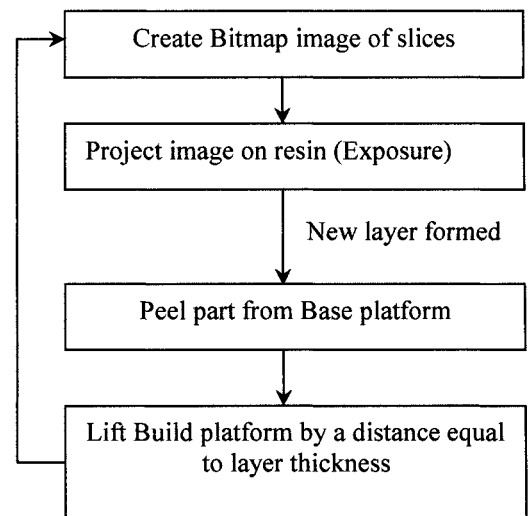 Create Bitmap image of slices
Project image on resin (Exposure)
New layer formed
Peel part from Base platform
Lift Build platform by a distance equal
to layer thickness